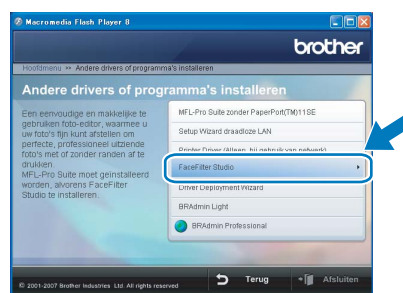 Macromedia Flash Player 8
brother
Hoofdmenu >> Andere drivers of programma's installeren
Andere drivers of programma's installeren
Een eenvoudige en makkelijke te
gebruiken foto-editor, waarmee u
uw foto's fijn kunt afstellen om
perfecte, professioneel uitziende
foto's met of zonder randen af te
drukken.
MFL-Pro Suite moet geïnstalleerd
worden, alvorens FaceFilter
Studio te installeren.
MFL-Pro Suite zonder PaperPort(TM)11SE
Setup Wizard draadloze LAN
Printer Driver (Alleen, bij gebruik van netwerk)
FaceFilter Studio
Driver Deployment Wizard
BRAdmin Light
BRAdmin Professional
© 2001-2007 Brother Industries Ltd. All rights reserved
Terug
Afsluiten